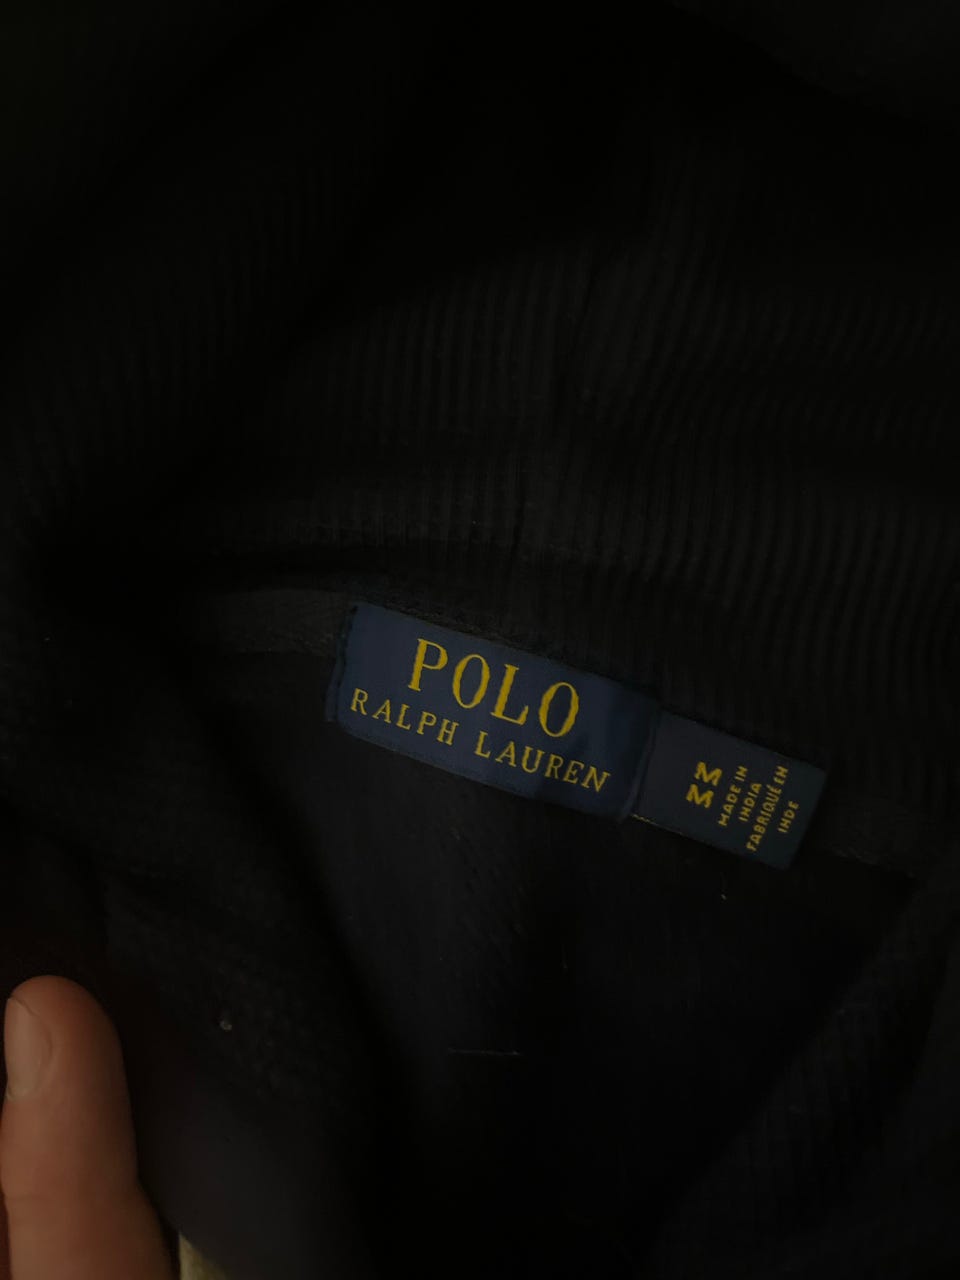 POLO
RALPH LAUREN
M
M
MADE IN
INDIA
FABRIQUÉ EN
INDE